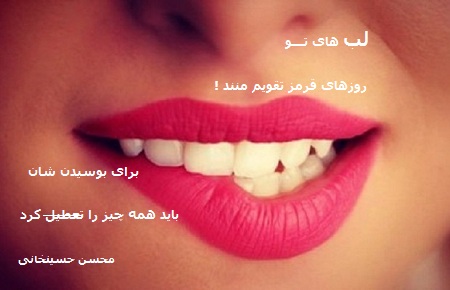 لب های تـــو
روزهای قرمز تقویم منند !
برای بوسیدن شان
باید همه چیز را تعطیل کرد
محسن حسینخانی